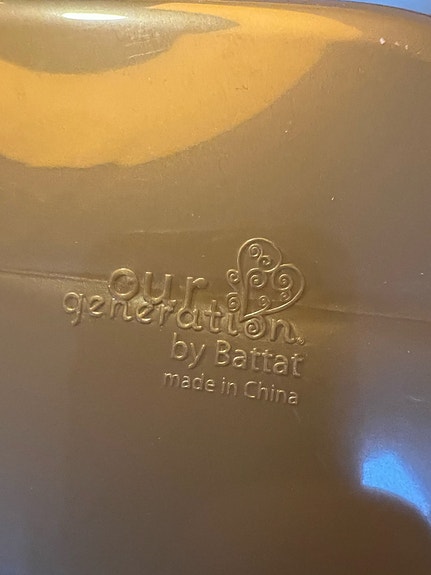 our
generation®
by Battat
made in China